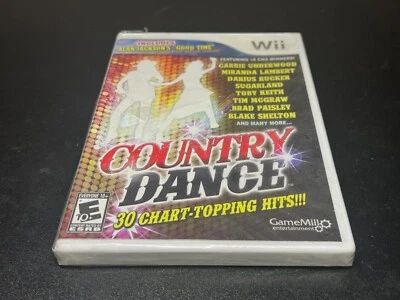 INCLUDES
ALAN JACKSON'S "GOOD TIME"
Wii
FEATURING 18 CMA WINNERS!
CARRIE UNDERWOOD
MIRANDA LAMBERT
DARIUS RUCKER
SUGARLAND
TOBY KEITH
TIM MCGRAW
BRAD PAISLEY
BLAKE SHELTON
AND MANY MORE...
COUNTRY
DANCE
30 CHART-TOPPING HITS!!!
EVERYONE 10+
E
10+
ESRB
GameMill
entertainment